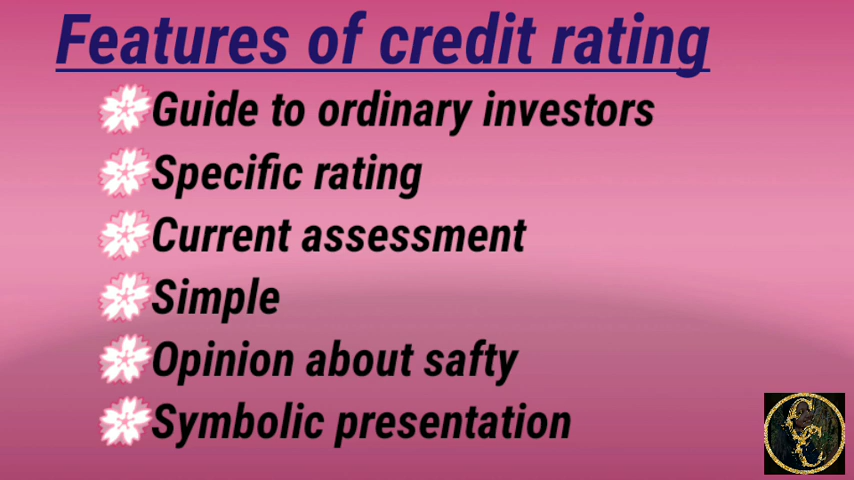 Features of credit rating
Guide to ordinary investors
Specific rating
Current assessment
Simple
Opinion about safty
Symbolic presentation